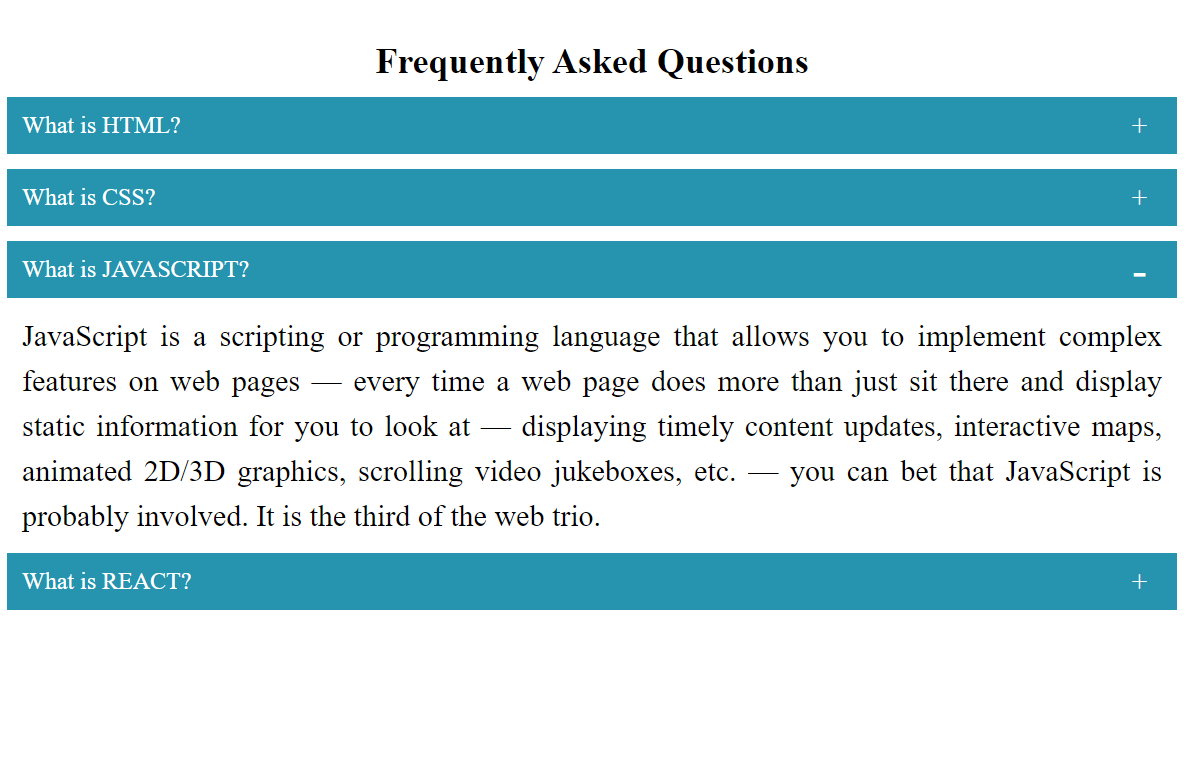 Frequently Asked Questions
What is HTML? +
What is CSS? +
What is JAVASCRIPT? -
JavaScript is a scripting or programming language that allows you to implement complex
features on web pages — every time a web page does more than just sit there and display
static information for you to look at — displaying timely content updates, interactive maps,
animated 2D/3D graphics, scrolling video jukeboxes, etc. — you can bet that JavaScript is
probably involved. It is the third of the web trio.
What is REACT? +